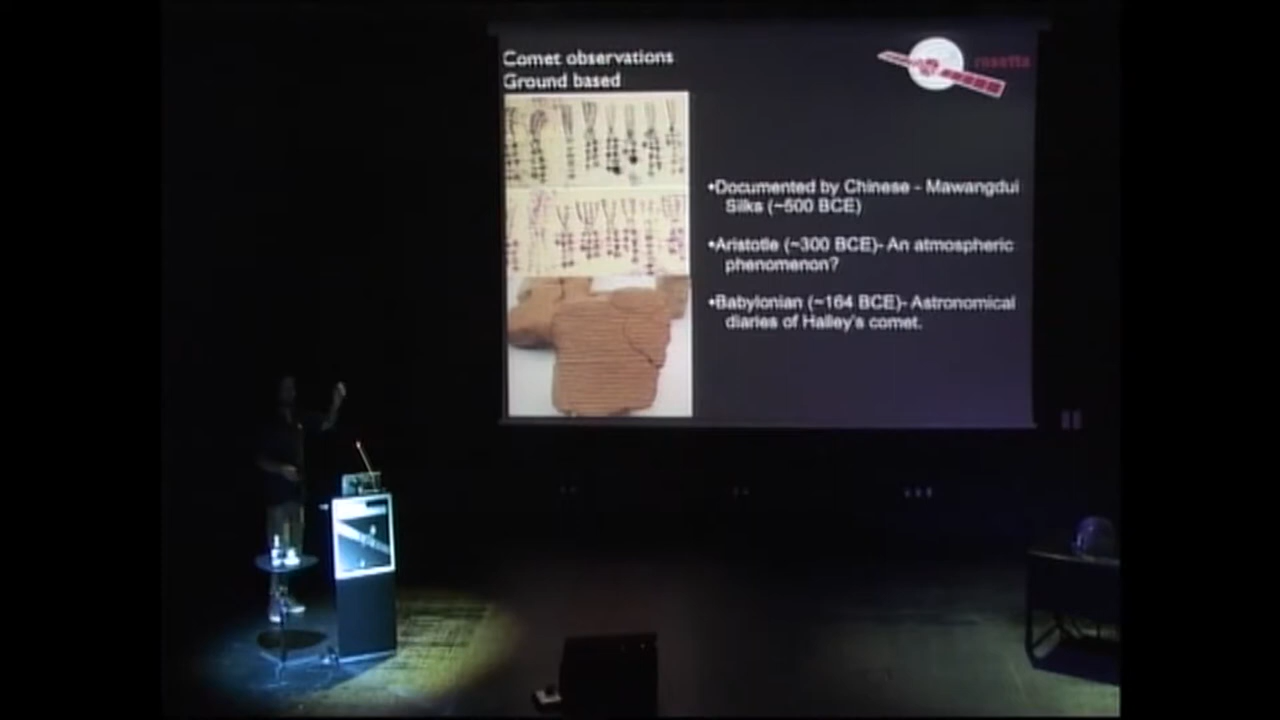 Comet observations
Ground based
rosetta
•Documented by Chinese - Mawangdui
Silks (~500 BCE)
•Aristotle (~300 BCE)- An atmospheric
phenomenon?
•Babylonian (~164 BCE)- Astronomical
diaries of Halley's comet.